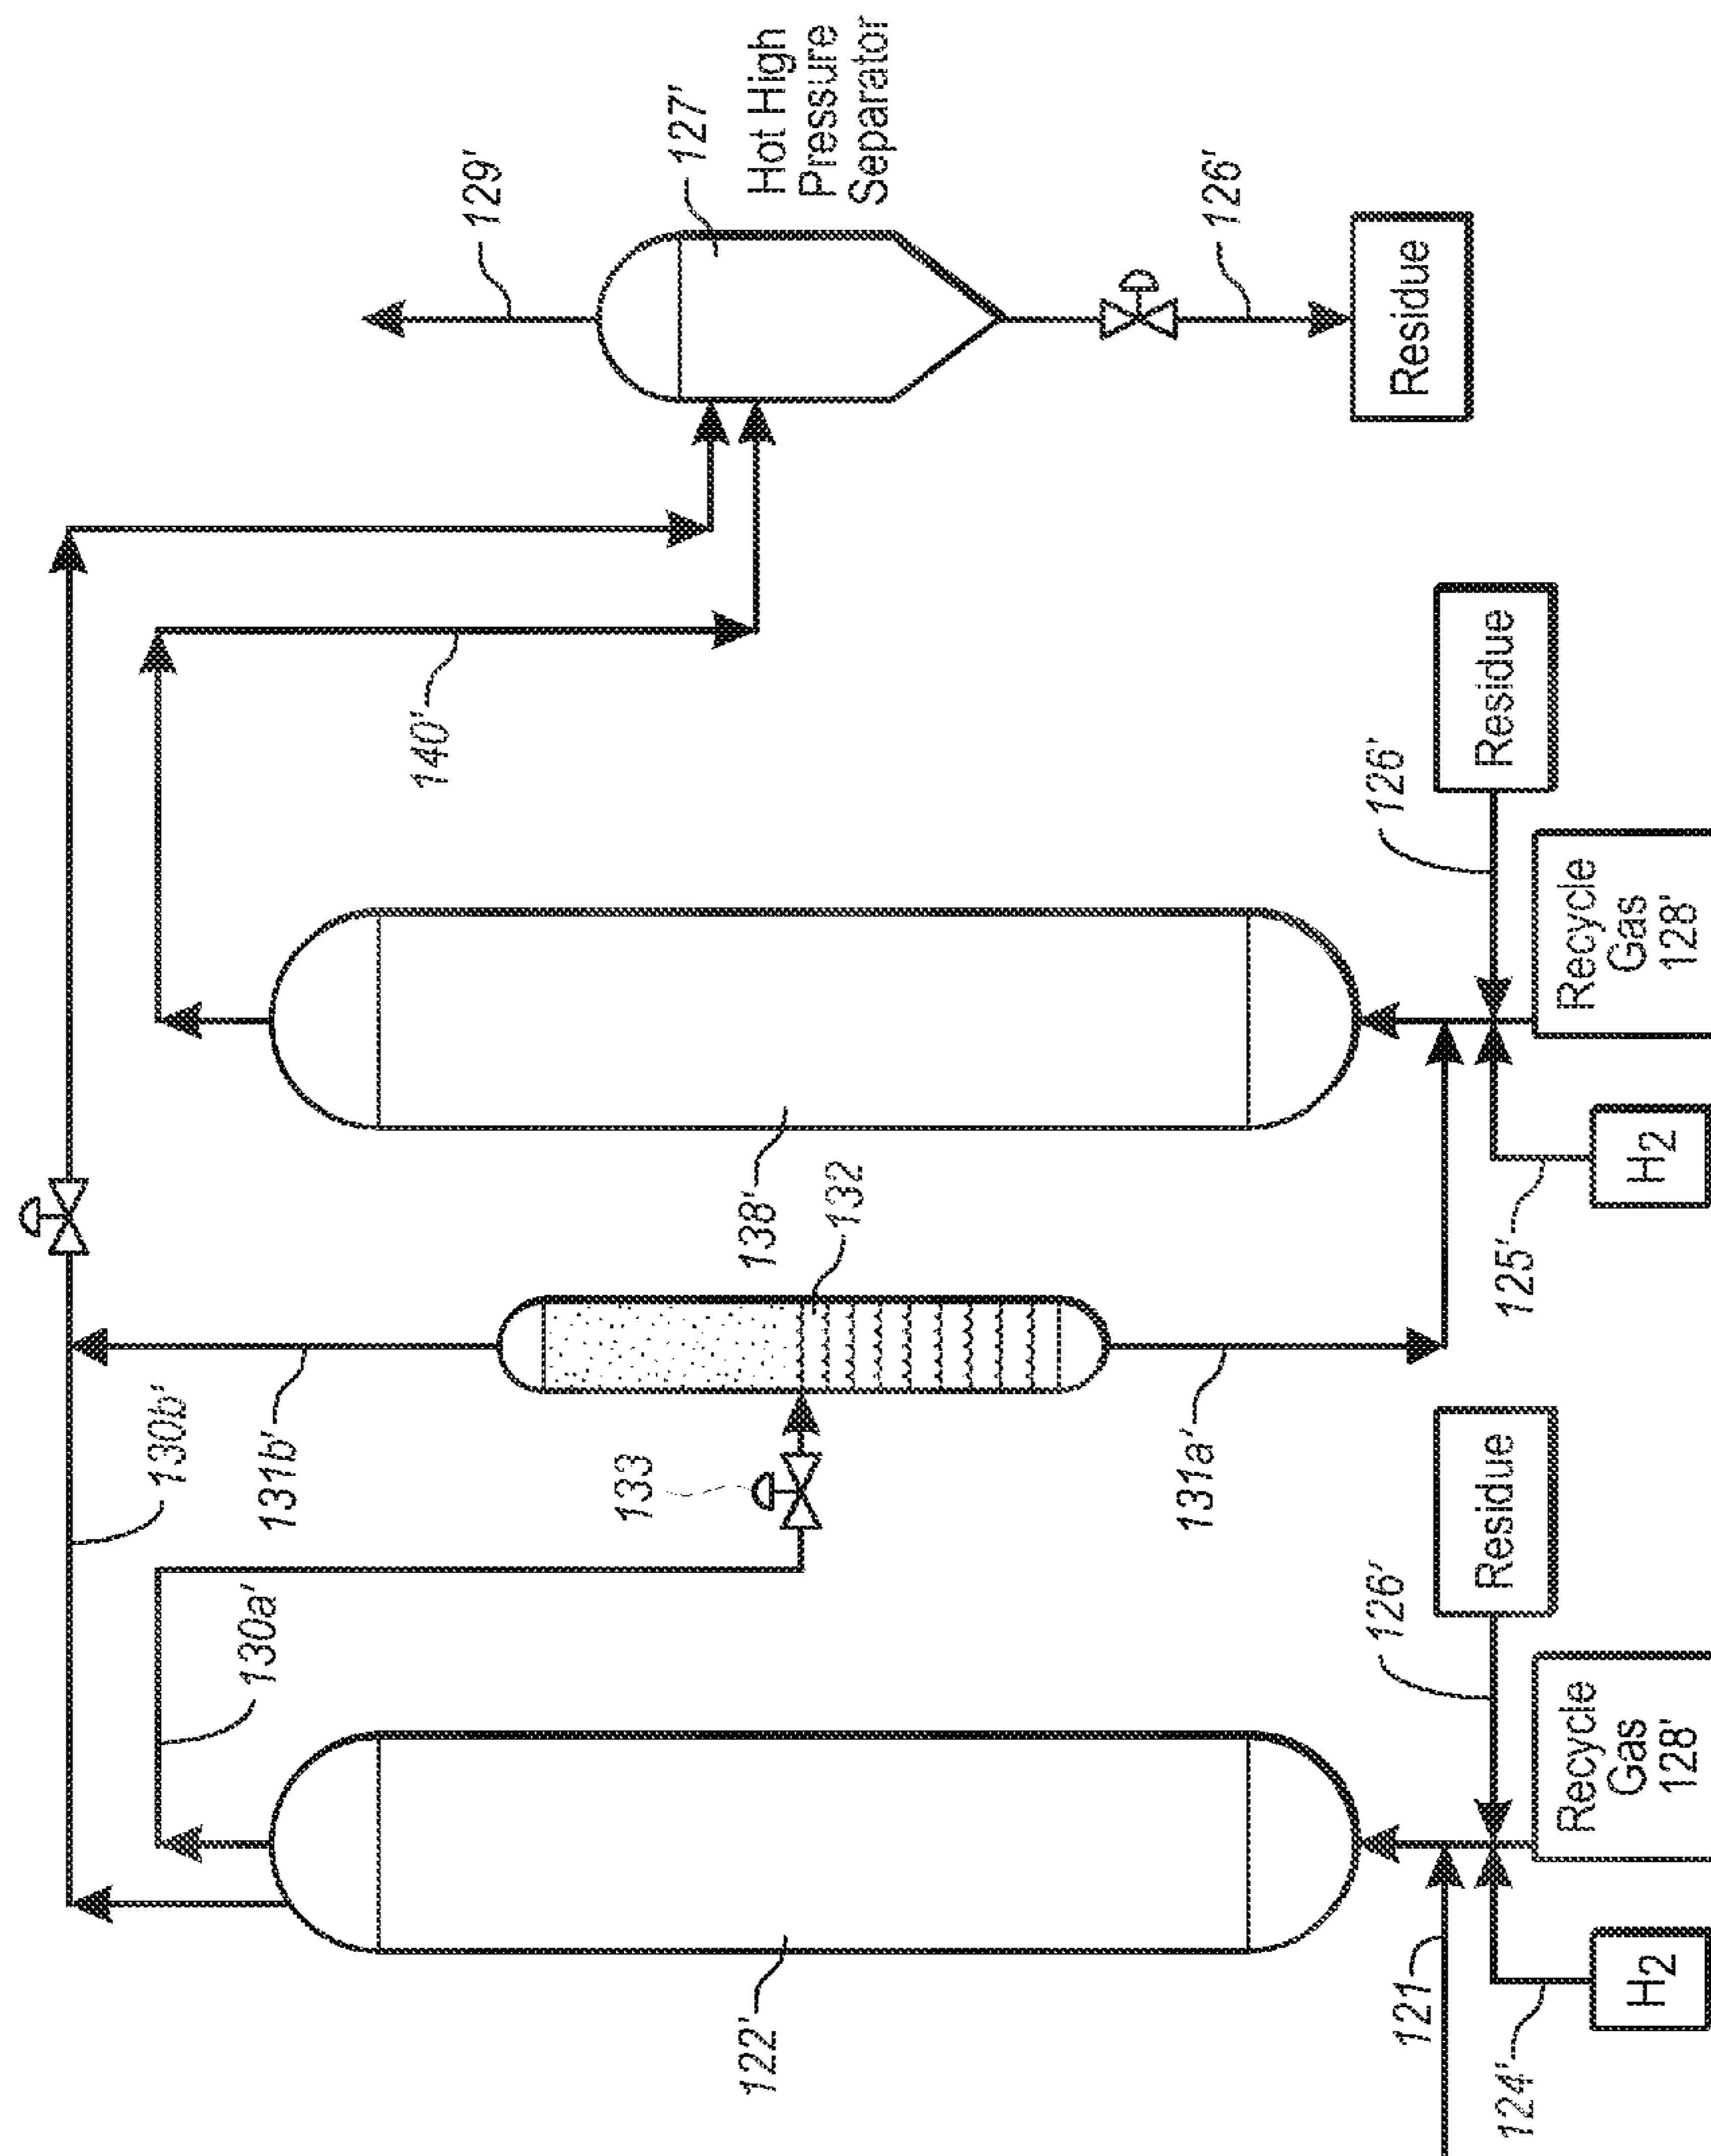 130b'
130a'
131b'
133
122'
138'
132
131a'
140'
129'
127'
Hot High
Pressure
Separator
126'
Residue
121
124'
H2
126'
Residue
Recycle
Gas
128'
125'
H2
126'
Residue
Recycle
Gas
128'